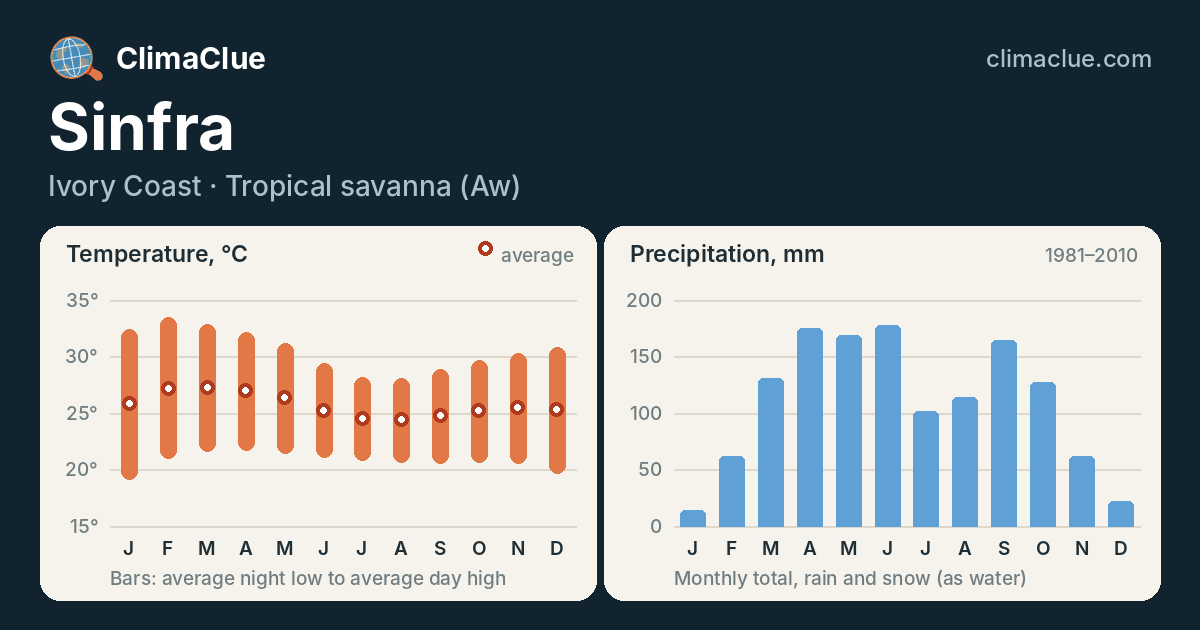 ClimaClue
climaclue.com
Sinfra
Ivory Coast · Tropical savanna (Aw)
Temperature, °C
average
35°
30°
25°
20°
15°
J F M A M J J A S O N D
Bars: average night low to average day high
Precipitation, mm
1981–2010
200
150
100
50
0
J F M A M J J A S O N D
Monthly total, rain and snow (as water)